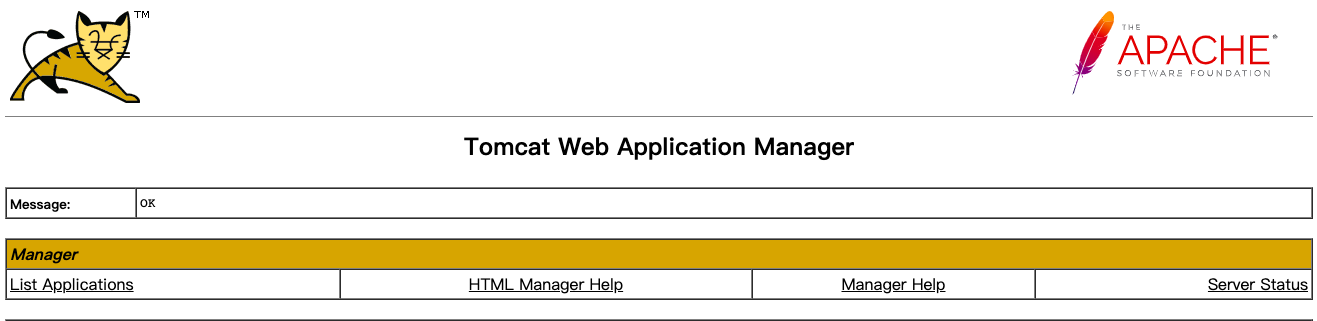 TM
THE
APACHE®
SOFTWARE FOUNDATION
Tomcat Web Application Manager
Message: OK
Manager
List Applications HTML Manager Help Manager Help Server Status